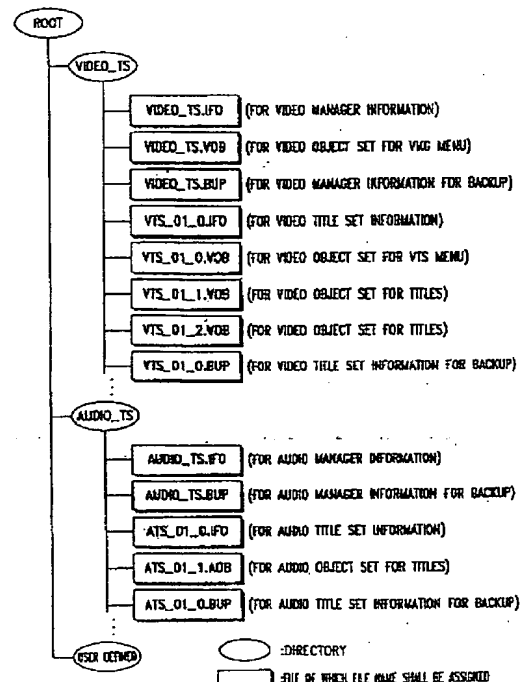 ROOT
VIDEO_TS
VIDEO_TS.IFO (FOR VIDEO MANAGER INFORMATION)
VIDEO_TS.VOB (FOR VIDEO OBJECT SET FOR VMG MENU)
VIDEO_TS.BUP (FOR VIDEO MANAGER INFORMATION FOR BACKUP)
VTS_01_0.IFO (FOR VIDEO TITLE SET INFORMATION)
VTS_01_0.VOB (FOR VIDEO OBJECT SET FOR VTS MENU)
VTS_01_1.VOB (FOR VIDEO OBJECT SET FOR TITLES)
VTS_01_2.VOB (FOR VIDEO OBJECT SET FOR TITLES)
VTS_01_0.BUP (FOR VIDEO TITLE SET INFORMATION FOR BACKUP)
AUDIO_TS
AUDIO_TS.IFO (FOR AUDIO MANAGER INFORMATION)
AUDIO_TS.BUP (FOR AUDIO MANAGER INFORMATION FOR BACKUP)
ATS_01_0.IFO (FOR AUDIO TITLE SET INFORMATION)
ATS_01_1.AOB (FOR AUDIO OBJECT SET FOR TITLES)
ATS_01_0.BUP (FOR AUDIO TITLE SET INFORMATION FOR BACKUP)
USER DEFINED
:DIRECTORY
:FILE OF WHICH FILE NAME SHALL BE ASSIGNED